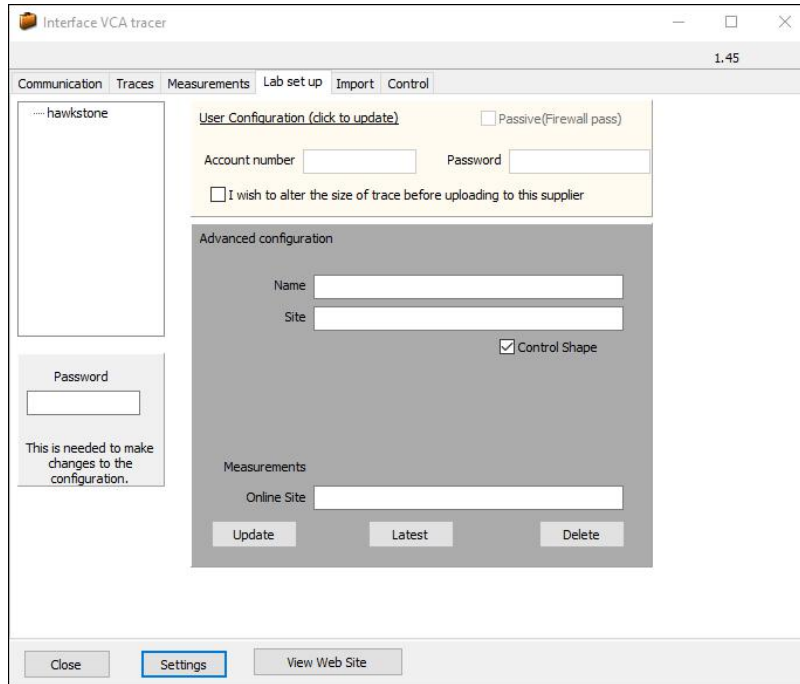 Interface VCA tracer
1.45
Communication Traces Measurements Lab set up Import Control
hawkstone
User Configuration (click to update) Passive(Firewall pass)
Account number Password
I wish to alter the size of trace before uploading to this supplier
Advanced configuration
Name
Site
Control Shape
Password
This is needed to make
changes to the
configuration.
Measurements
Online Site
Update Latest Delete
Close Settings View Web Site